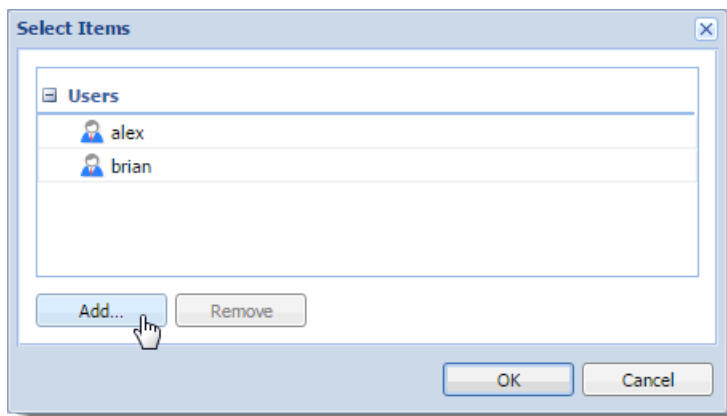 Select Items
Users
alex
brian
Add... Remove
OK Cancel